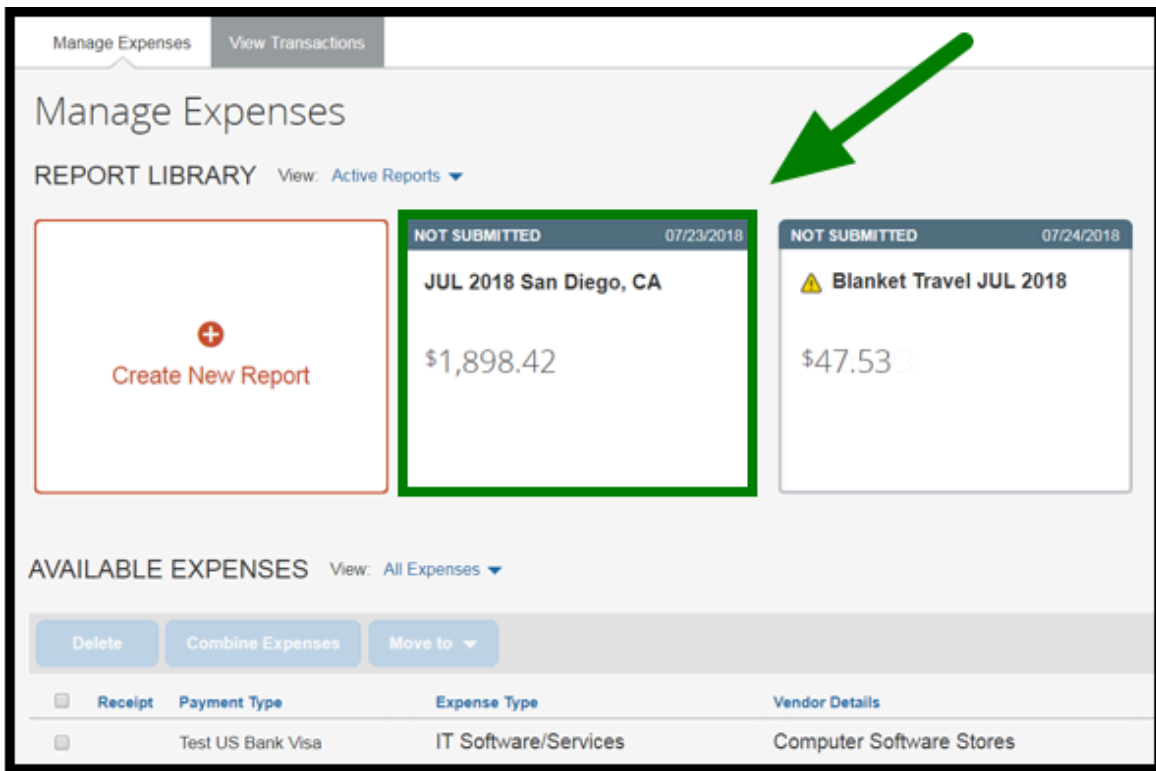 Manage Expenses View Transactions
Manage Expenses
REPORT LIBRARY View: Active Reports
Create New Report
NOT SUBMITTED 07/23/2018
JUL 2018 San Diego, CA
$1,898.42
NOT SUBMITTED 07/24/2018
Blanket Travel JUL 2018
$47.53
AVAILABLE EXPENSES View: All Expenses
Delete Combine Expenses Move to
Receipt Payment Type Expense Type Vendor Details
Test US Bank Visa IT Software/Services Computer Software Stores